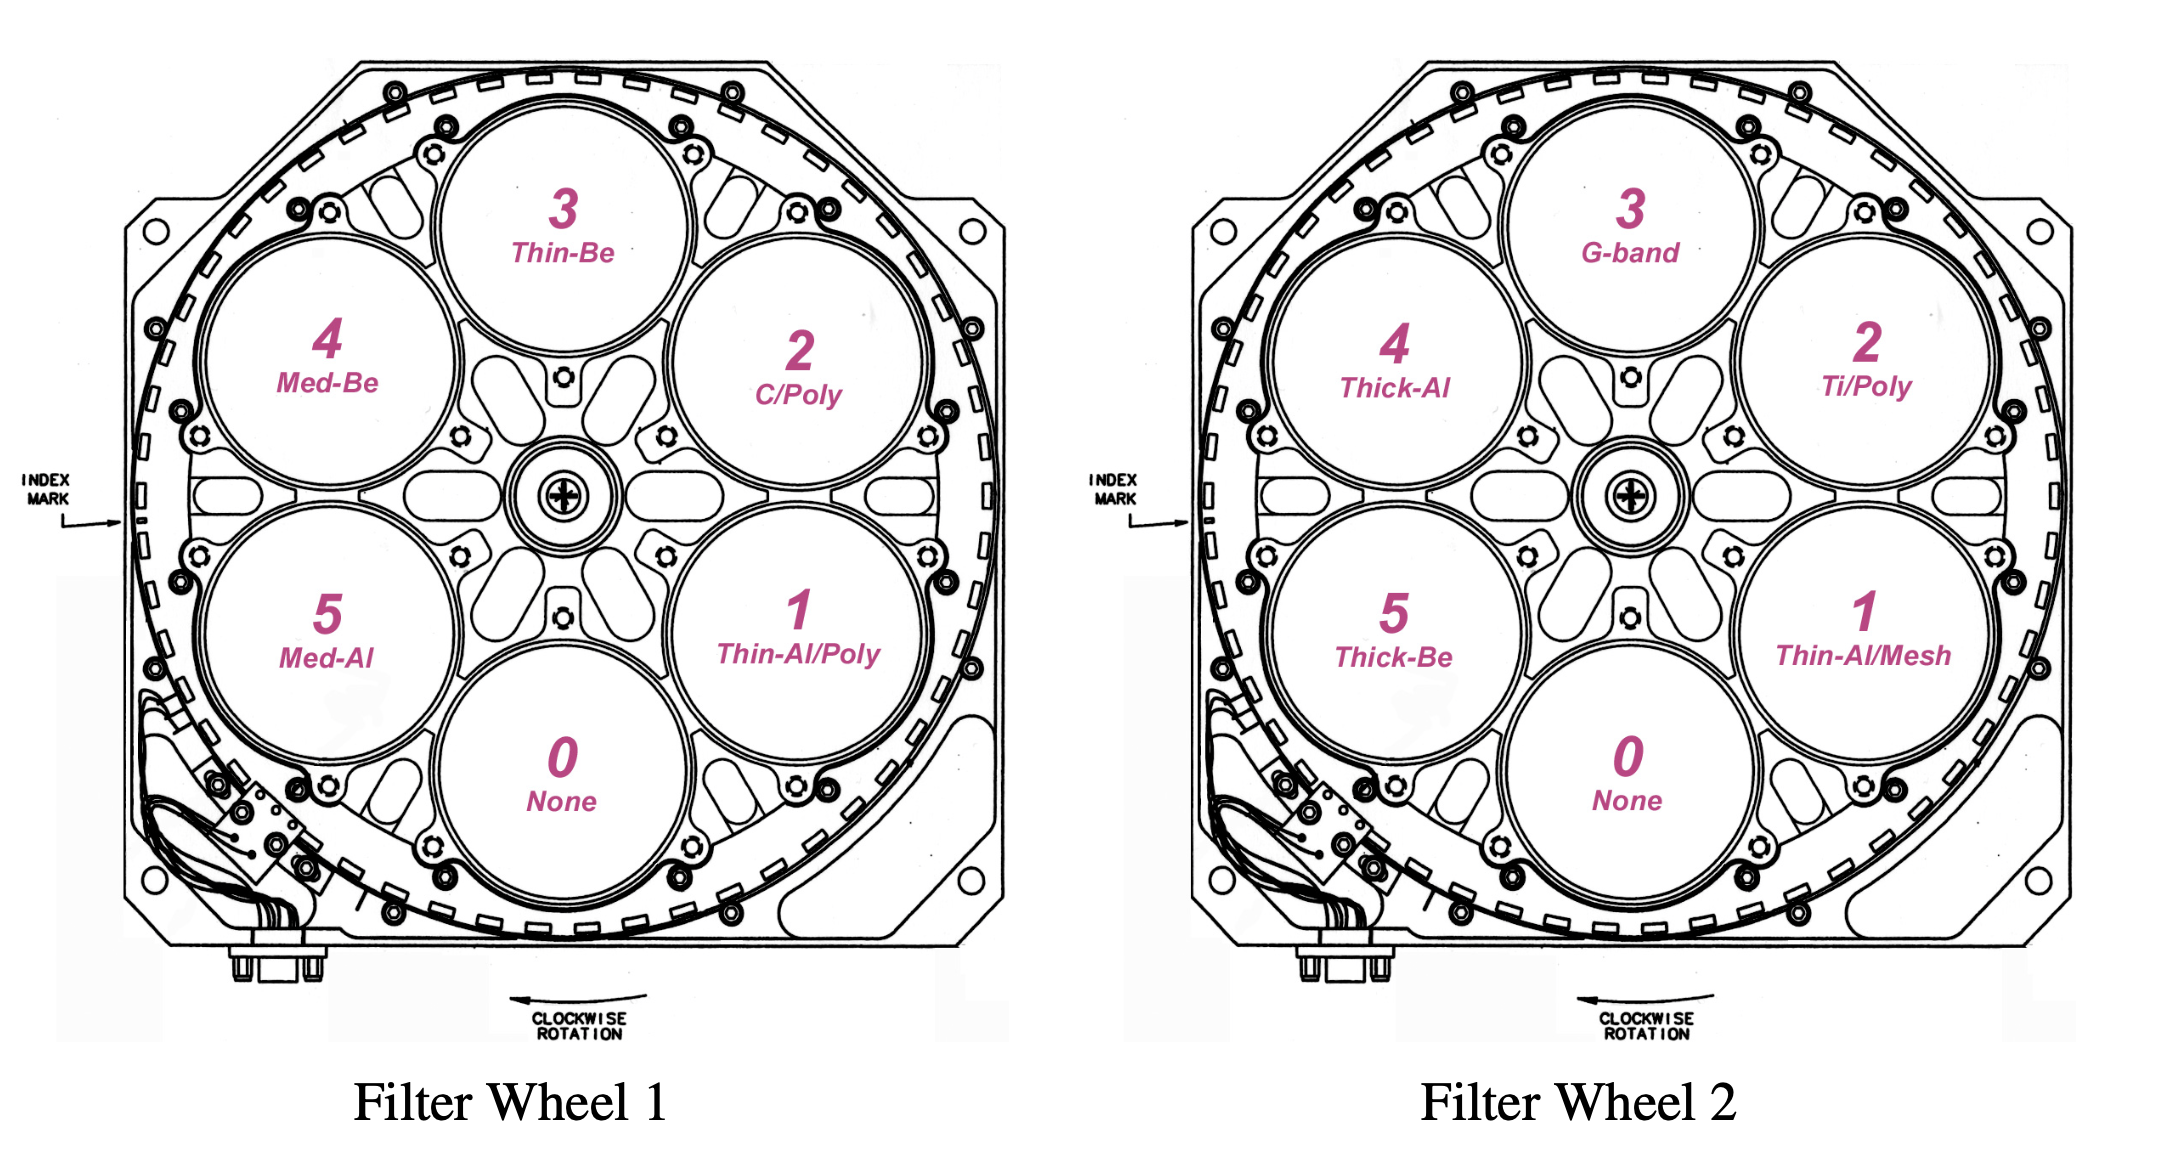 3
Thin-Be
4
Med-Be
2
C/Poly
INDEX
MARK
5
Med-Al
1
Thin-Al/Poly
0
None
CLOCKWISE
ROTATION
Filter Wheel 1
3
G-band
4
Thick-Al
2
Ti/Poly
INDEX
MARK
5
Thick-Be
1
Thin-Al/Mesh
0
None
CLOCKWISE
ROTATION
Filter Wheel 2